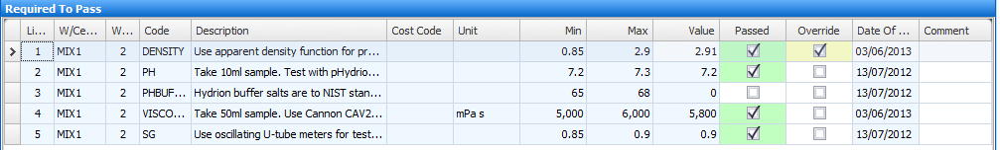 Required To Pass
Li... W/Ce... W... Code Description Cost Code Unit Min Max Value Passed Override Date Of ... Comment
1 MIX1 2 DENSITY Use apparent density function for pr... 0.85 2.9 2.91 03/06/2013
2 MIX1 2 PH Take 10ml sample. Test with pHydrio... 7.2 7.3 7.2 13/07/2012
3 MIX1 2 PHBUF... Hydrion buffer salts are to NIST stan... 65 68 0 13/07/2012
4 MIX1 2 VISCO... Take 50ml sample. Use Cannon CAV2... mPa s 5,000 6,000 5,800 03/06/2013
5 MIX1 2 SG Use oscillating U-tube meters for test... 0.85 0.9 0.9 13/07/2012